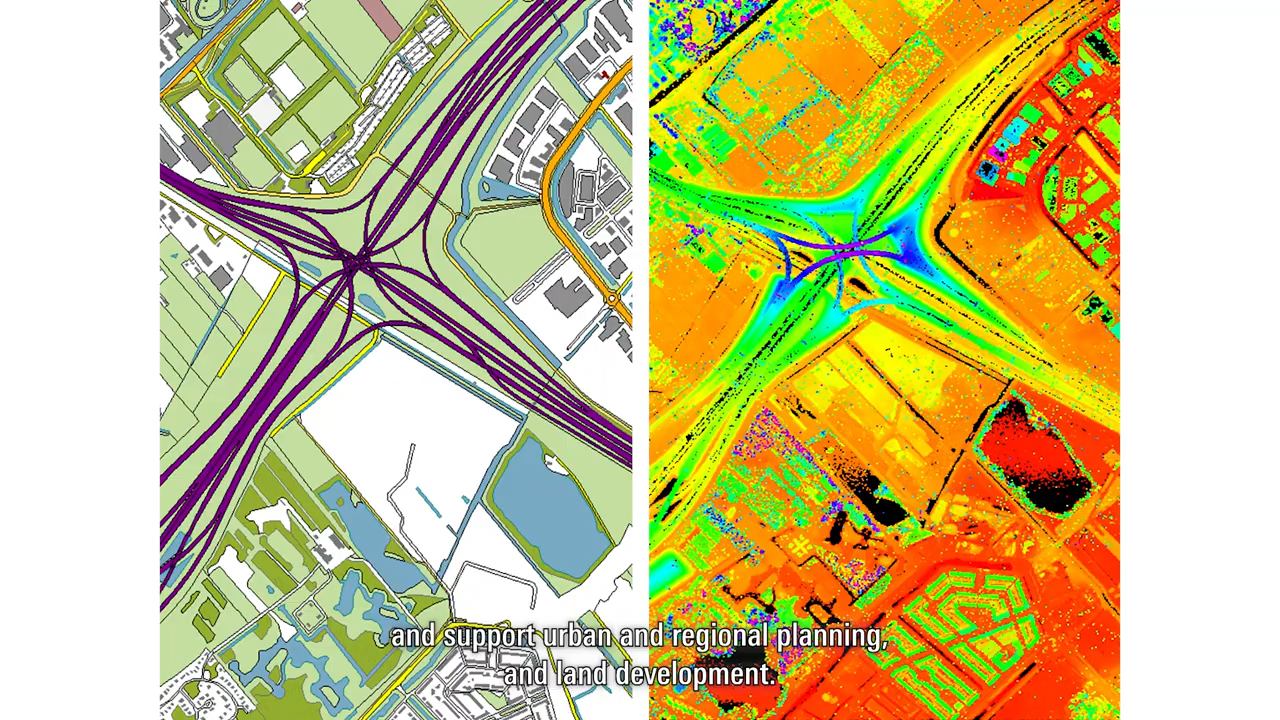 and support urban and regional planning,
and land development.